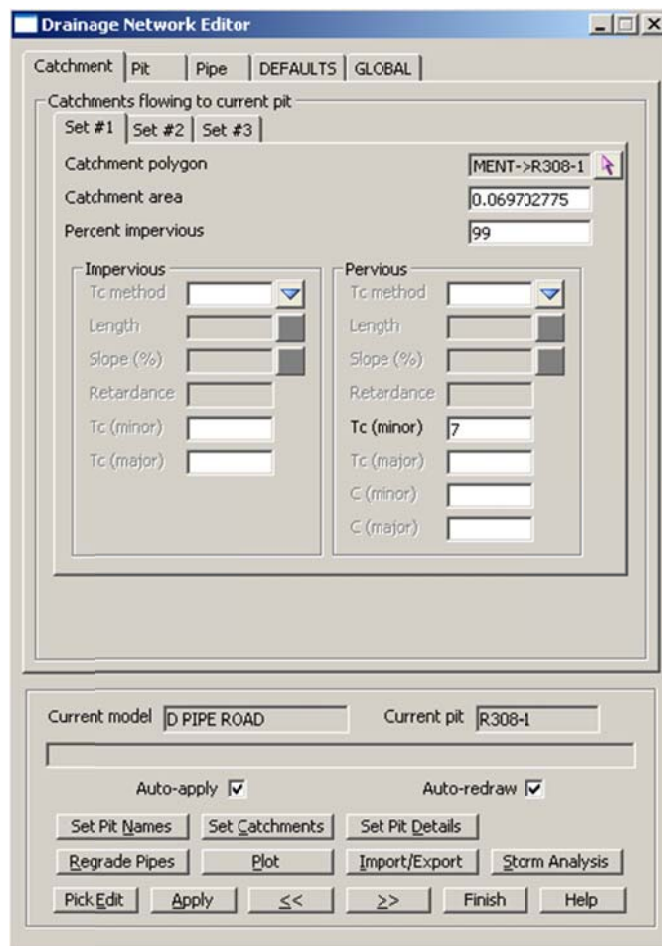 Drainage Network Editor
Catchment Pit Pipe DEFAULTS GLOBAL
Catchments flowing to current pit
Set #1 Set #2 Set #3
Catchment polygon MENT->R308-1
Catchment area 0.069702775
Percent impervious 99
Impervious Pervious
Tc method Tc method
Length Length
Slope (%) Slope (%)
Retardance Retardance
Tc (minor) Tc (minor) 7
Tc (major) Tc (major)
C (minor)
C (major)
Current model D PIPE ROAD Current pit R308-1
Auto-apply Auto-redraw
Set Pit Names Set Catchments Set Pit Details
Regrade Pipes Plot Import/Export Storm Analysis
Pick Edit Apply << >> Finish Help